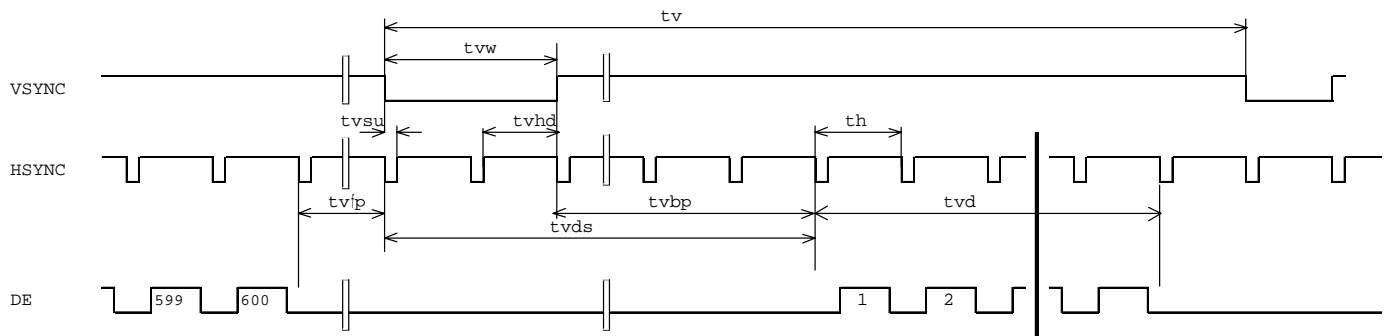 tv
tvw
VSYNC
tvsu
tvhd
th
HSYNC
tvfp
tvbp
tvd
tvds
DE
599
600
1
2